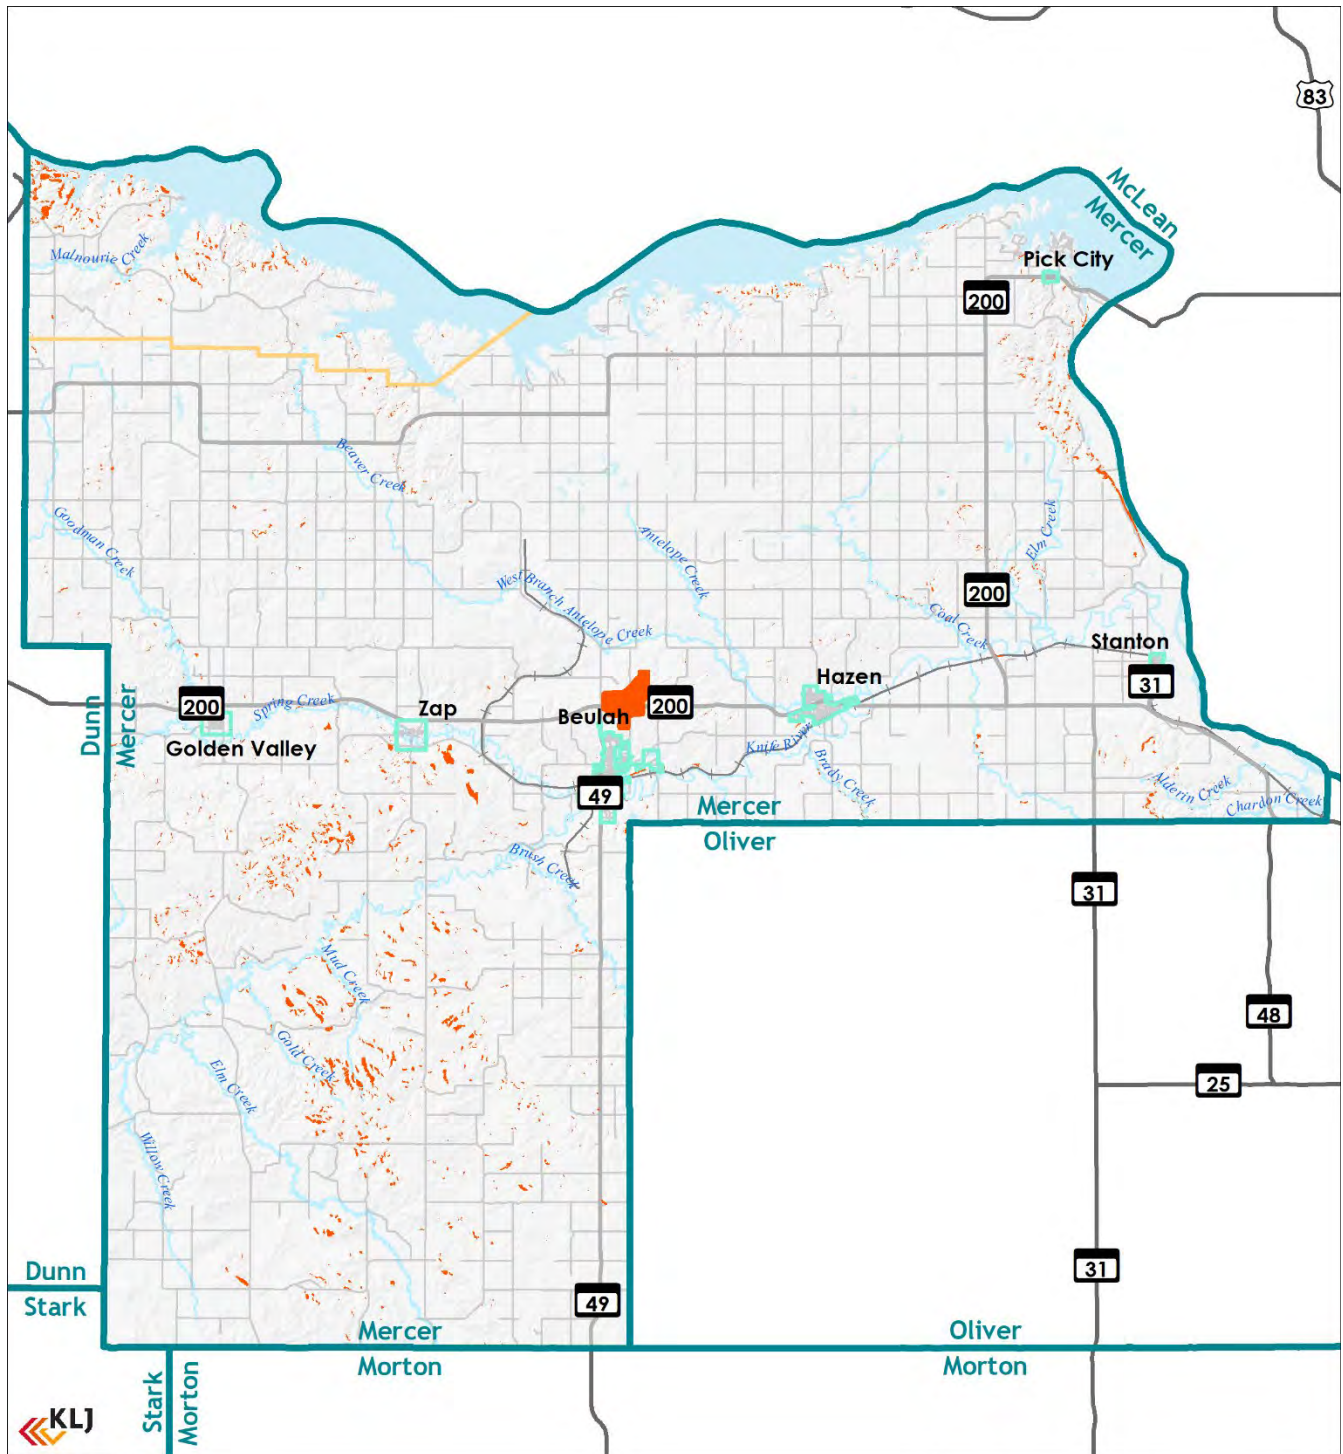 83
McLean
Mercer
Pick City
200
Malnourie Creek
Beaver Creek
Goodman Creek
Antelope Creek
Elm Creek
West Branch Antelope Creek
200
Coal Creek
Stanton
31
Hazen
Dunn
Mercer
200
Spring Creek
Zap
Beulah
200
Golden Valley
Knife River
Brady Creek
49
Alderin Creek
Chardon Creek
Mercer
Oliver
Brush Creek
31
Mud Creek
48
Gold Creek
Elm Creek
25
Willow Creek
Dunn
Stark
49
31
Mercer
Morton
Oliver
Morton
Stark
Morton
KLJ